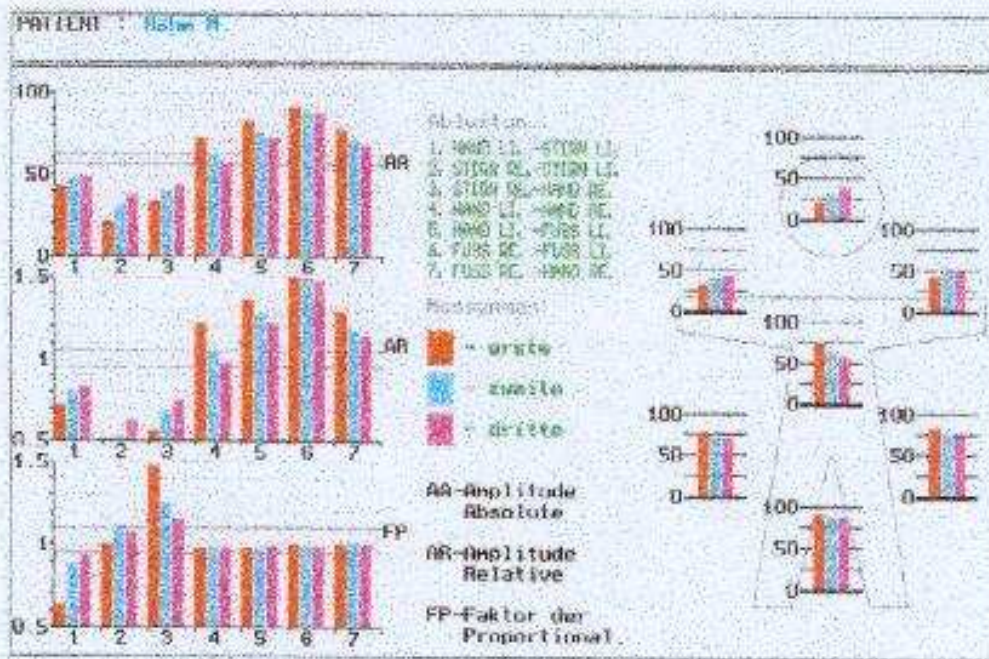 PATIENT :
100
50
0
AA
1 2 3 4 5 6 7
1.5
1
0.5
AR
1 2 3 4 5 6 7
1.5
1
0.5
FP
1 2 3 4 5 6 7
1. HAND LI. -STIRN LI.
2. STIRN RE. -STIRN LI.
3. STIRN RE. -HAND RE.
4. HAND LI. -HAND RE.
5. HAND LI. -FUSS LI.
6. FUSS RE. -FUSS LI.
7. FUSS RE. -HAND RE.
- erste
- zweite
- dritte
AA-Amplitude
Absolute
AR-Amplitude
Relative
FP-Faktor der
Proportional.
100
50
0
100
50
0
100
50
0
100
50
0
100
50
0
100
50
0
100
50
0